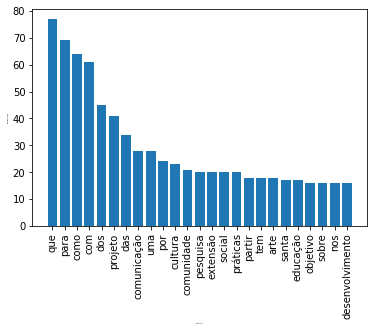 80
70
60
50
40
30
20
10
0
que
para
como
com
dos
projeto
das
comunicação
uma
por
cultura
comunidade
pesquisa
extensão
social
práticas
partir
tem
arte
santa
educação
objetivo
sobre
nos
desenvolvimento